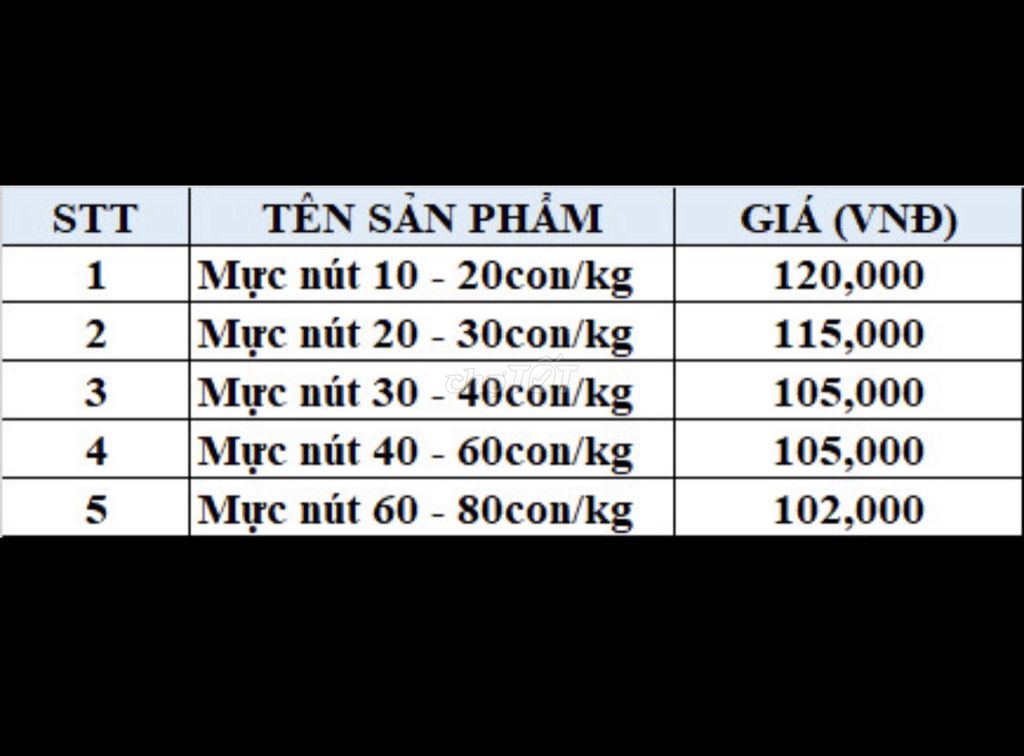 STT TÊN SẢN PHẨM GIÁ (VNĐ)
1 Mực nút 10 - 20con/kg 120,000
2 Mực nút 20 - 30con/kg 115,000
3 Mực nút 30 - 40con/kg 105,000
4 Mực nút 40 - 60con/kg 105,000
5 Mực nút 60 - 80con/kg 102,000
chợTỐT